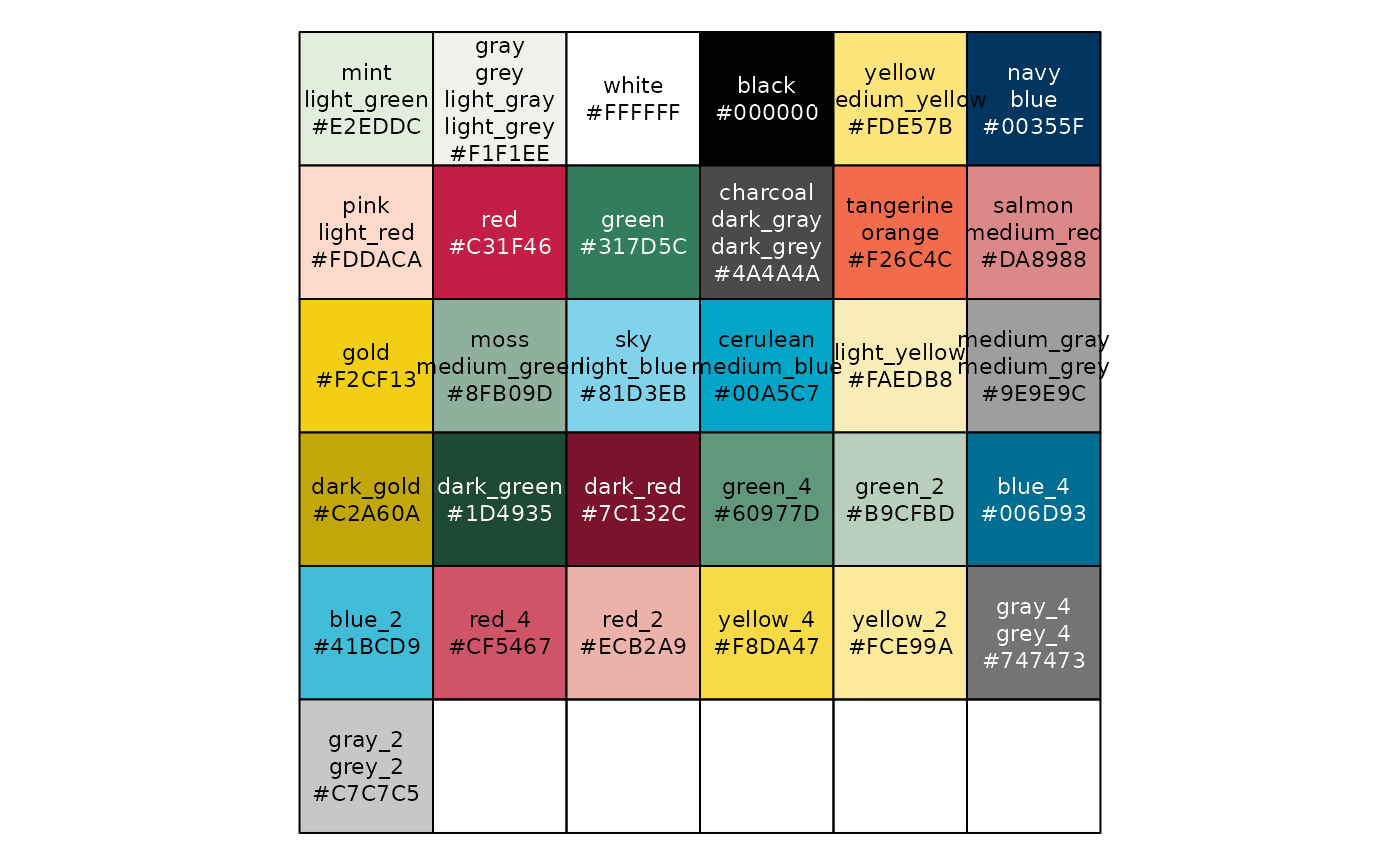 mint
light_green
#E2EDDC
gray
grey
light_gray
light_grey
#F1F1EE
white
#FFFFFF
black
#000000
yellow
edium_yellow
#FDE57B
navy
blue
#00355F
pink
light_red
#FDDACA
red
#C31F46
green
#317D5C
charcoal
dark_gray
dark_grey
#4A4A4A
tangerine
orange
#F26C4C
salmon
medium_red
#DA8988
gold
#F2CF13
moss
medium_green
#8FB09D
sky
light_blue
#81D3EB
cerulean
medium_blue
#00A5C7
light_yellow
#FAEDB8
medium_gray
medium_grey
#9E9E9C
dark_gold
#C2A60A
dark_green
#1D4935
dark_red
#7C132C
green_4
#60977D
green_2
#B9CFBD
blue_4
#006D93
blue_2
#41BCD9
red_4
#CF5467
red_2
#ECB2A9
yellow_4
#F8DA47
yellow_2
#FCE99A
gray_4
grey_4
#747473
gray_2
grey_2
#C7C7C5